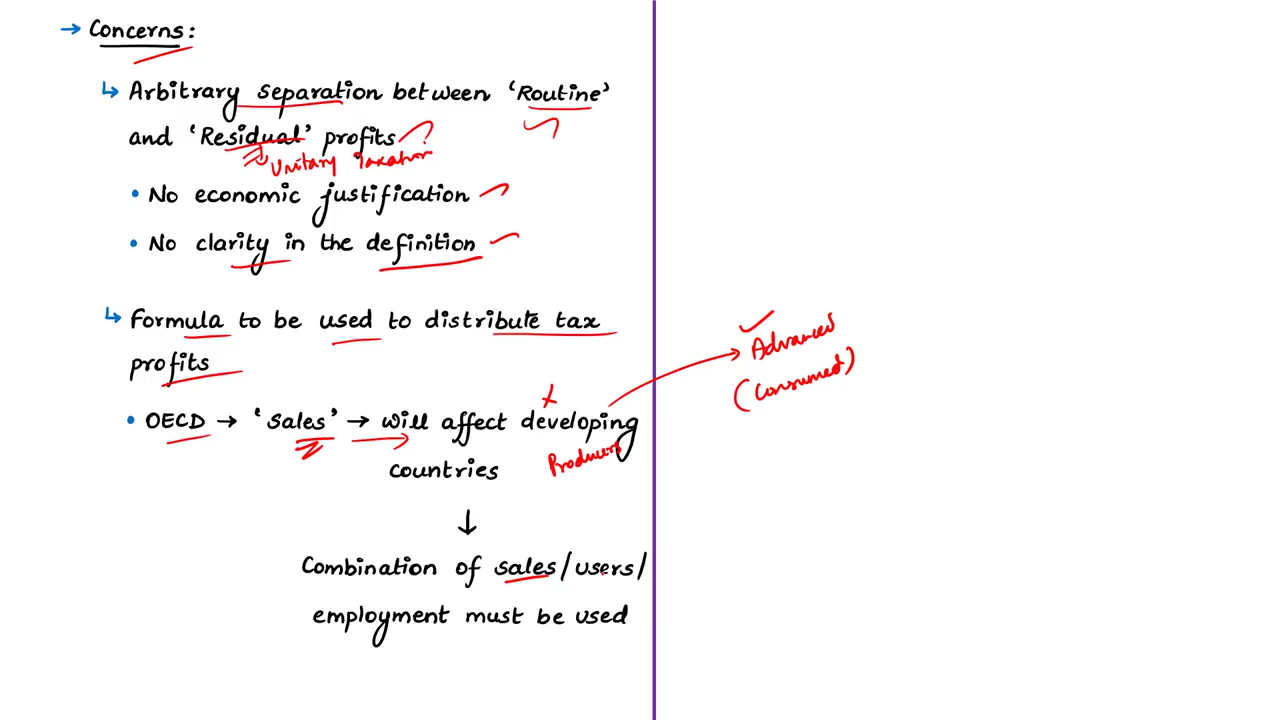 → Concerns:
↳ Arbitrary separation between ‘Routine’
and ‘Residual’ profits
Unitary Taxation
• No economic justification
• No clarity in the definition
↳ Formula to be used to distribute tax
profits
• OECD → ‘Sales’ → will affect developing
Producers
countries
↓
Combination of sales/users/
employment must be used
Advanced
(Consumed)